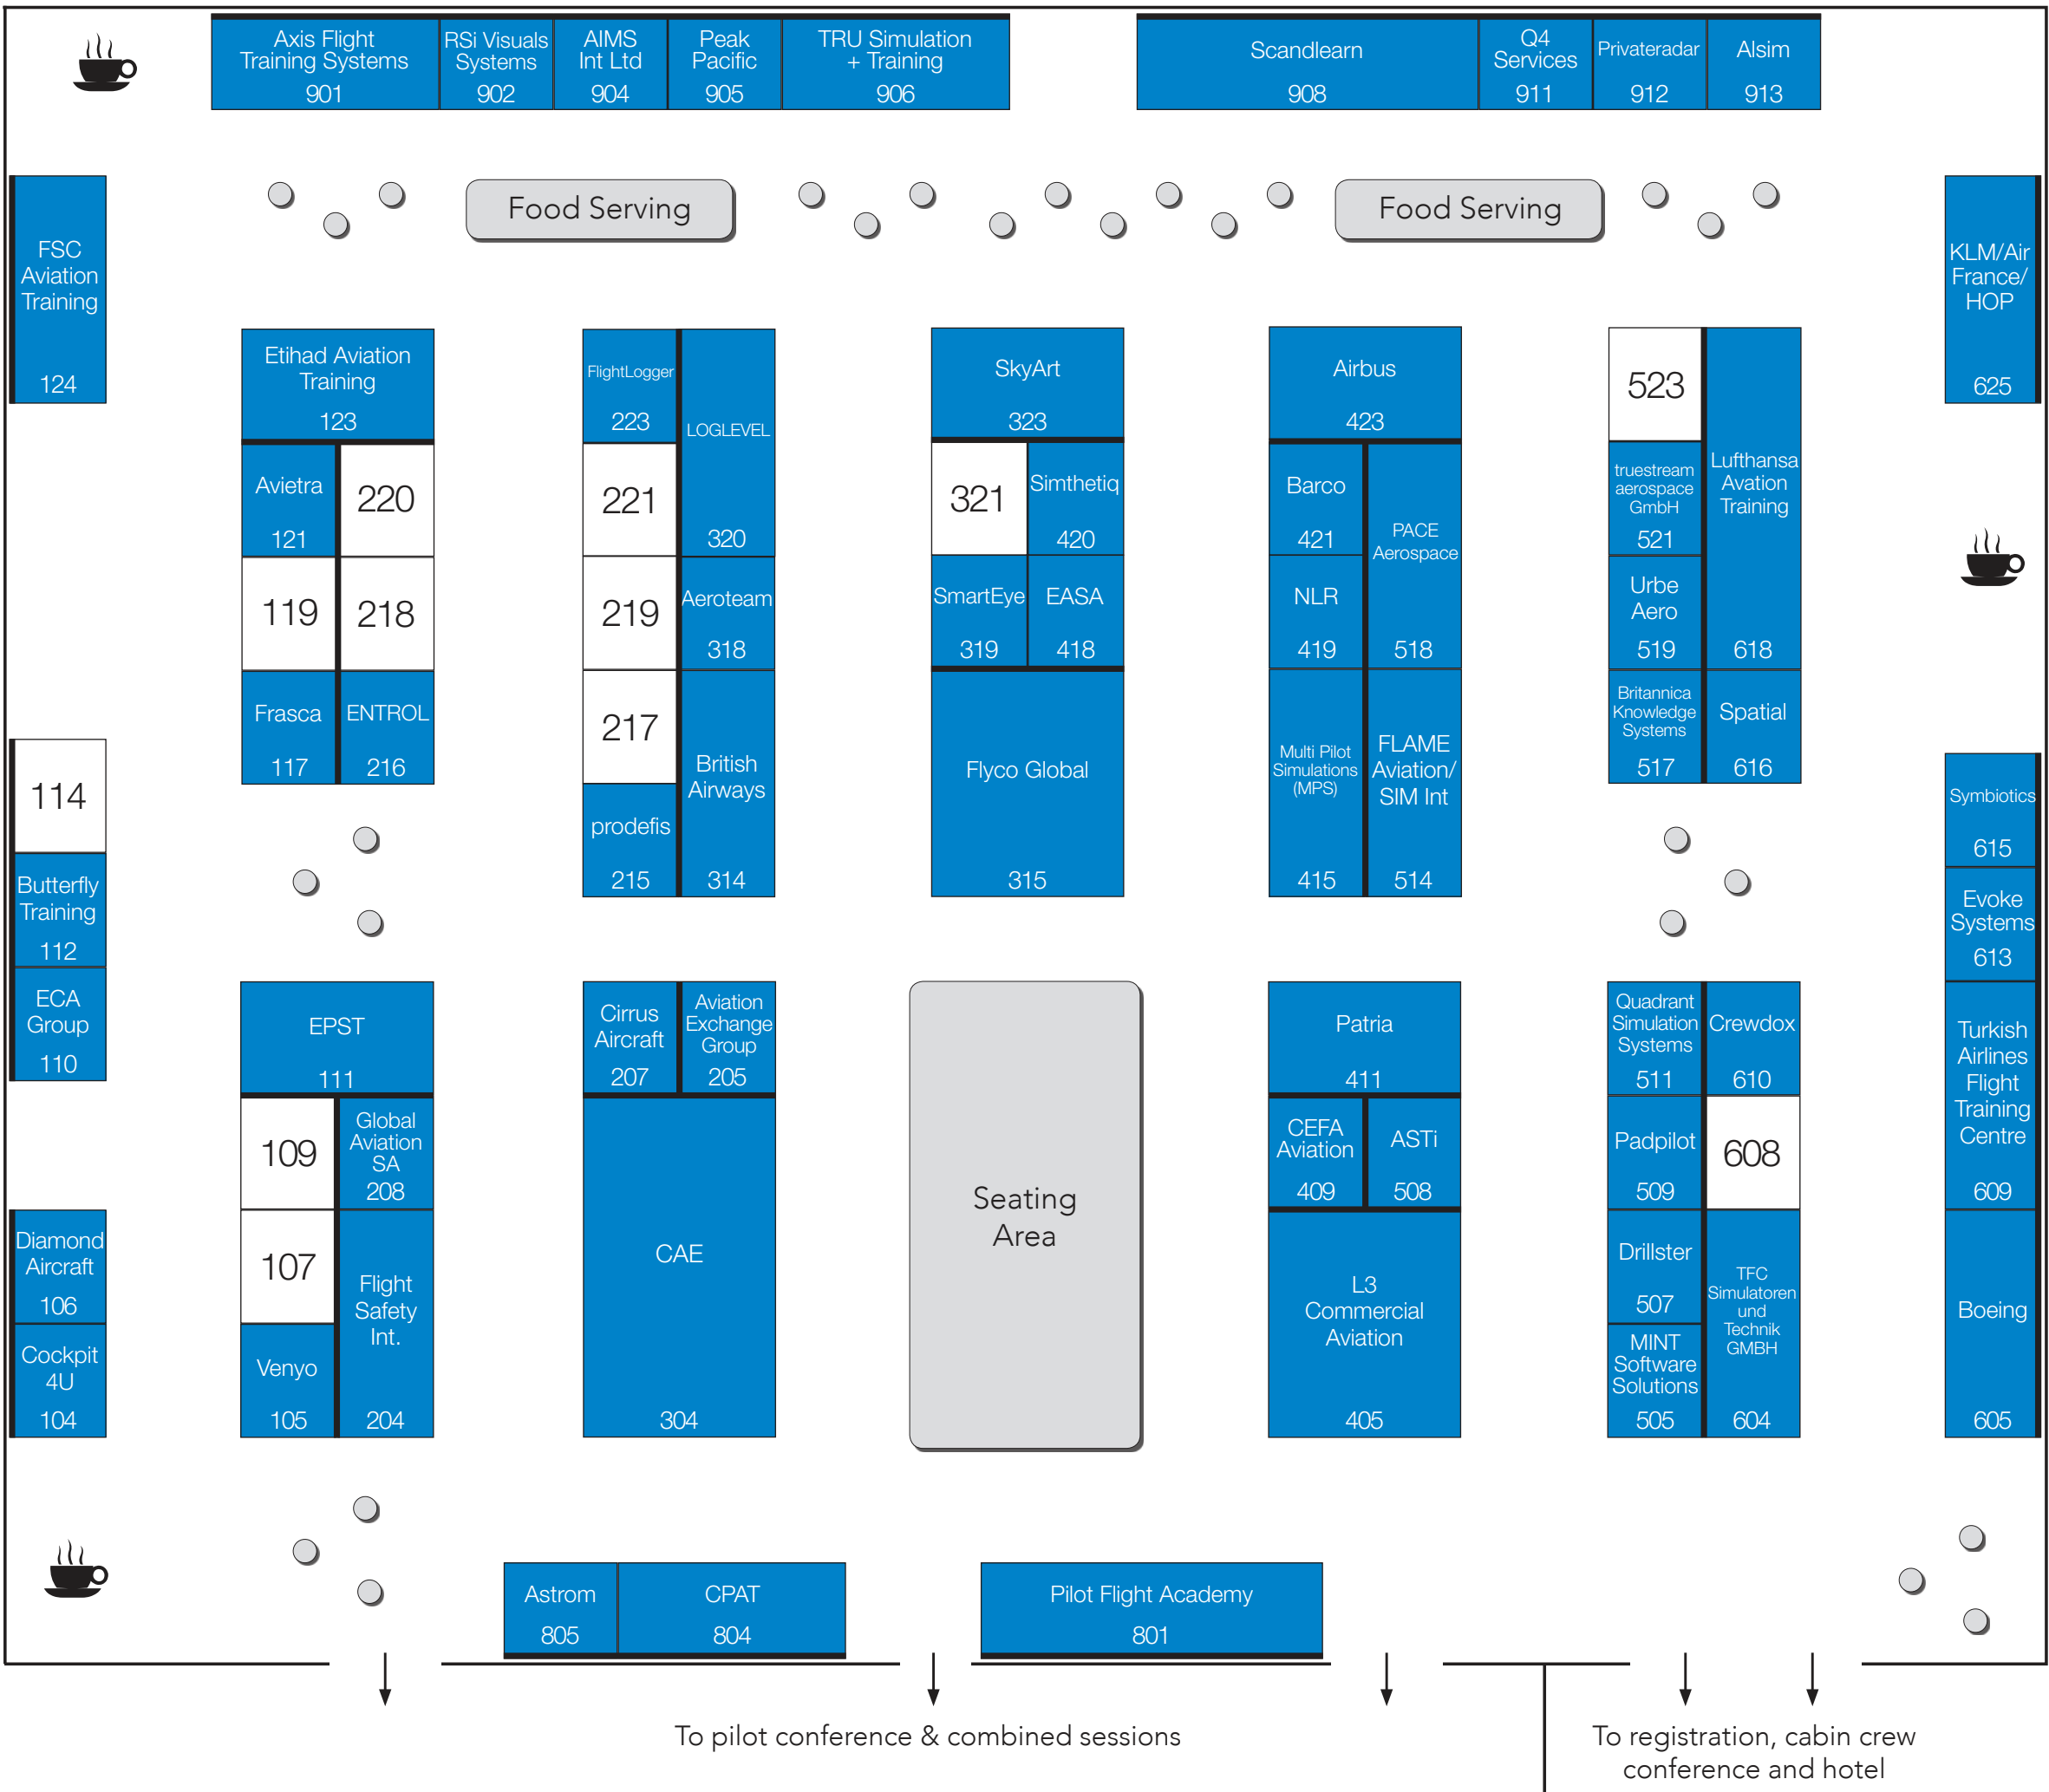 Axis Flight
Training Systems
901
RSi Visuals
Systems
902
AIMS
Int Ltd
904
Peak
Pacific
905
TRU Simulation
+ Training
906
Scandlearn
908
Q4
Services
911
Privateradar
912
Alsim
913
Food Serving
Food Serving
FSC
Aviation
Training
124
KLM/Air
France/
HOP
625
Etihad Aviation
Training
123
Avietra
121
220
119
218
Frasca
117
ENTROL
216
FlightLogger
223
LOGLEVEL
320
221
219
Aeroteam
318
217
British
Airways
314
prodefis
215
SkyArt
323
321
Simthetiq
420
SmartEye
319
EASA
418
Flyco Global
315
Airbus
423
Barco
421
PACE
Aerospace
518
NLR
419
Multi Pilot
Simulations
(MPS)
415
FLAME
Aviation/
SIM Int
514
523
Lufthansa
Avation
Training
618
truestream
aerospace
GmbH
521
Urbe
Aero
519
Britannica
Knowledge
Systems
517
Spatial
616
114
Butterfly
Training
112
ECA
Group
110
Symbiotics
615
Evoke
Systems
613
Turkish
Airlines
Flight
Training
Centre
609
Boeing
605
Diamond
Aircraft
106
Cockpit
4U
104
EPST
111
109
Global
Aviation
SA
208
107
Flight
Safety
Int.
204
Venyo
105
Cirrus
Aircraft
207
Aviation
Exchange
Group
205
CAE
304
Seating
Area
Patria
411
CEFA
Aviation
409
ASTi
508
L3
Commercial
Aviation
405
Quadrant
Simulation
Systems
511
Crewdox
610
Padpilot
509
608
Drillster
507
TFC
Simulatoren
und
Technik
GMBH
604
MINT
Software
Solutions
505
Astrom
805
CPAT
804
Pilot Flight Academy
801
To pilot conference & combined sessions
To registration, cabin crew
conference and hotel